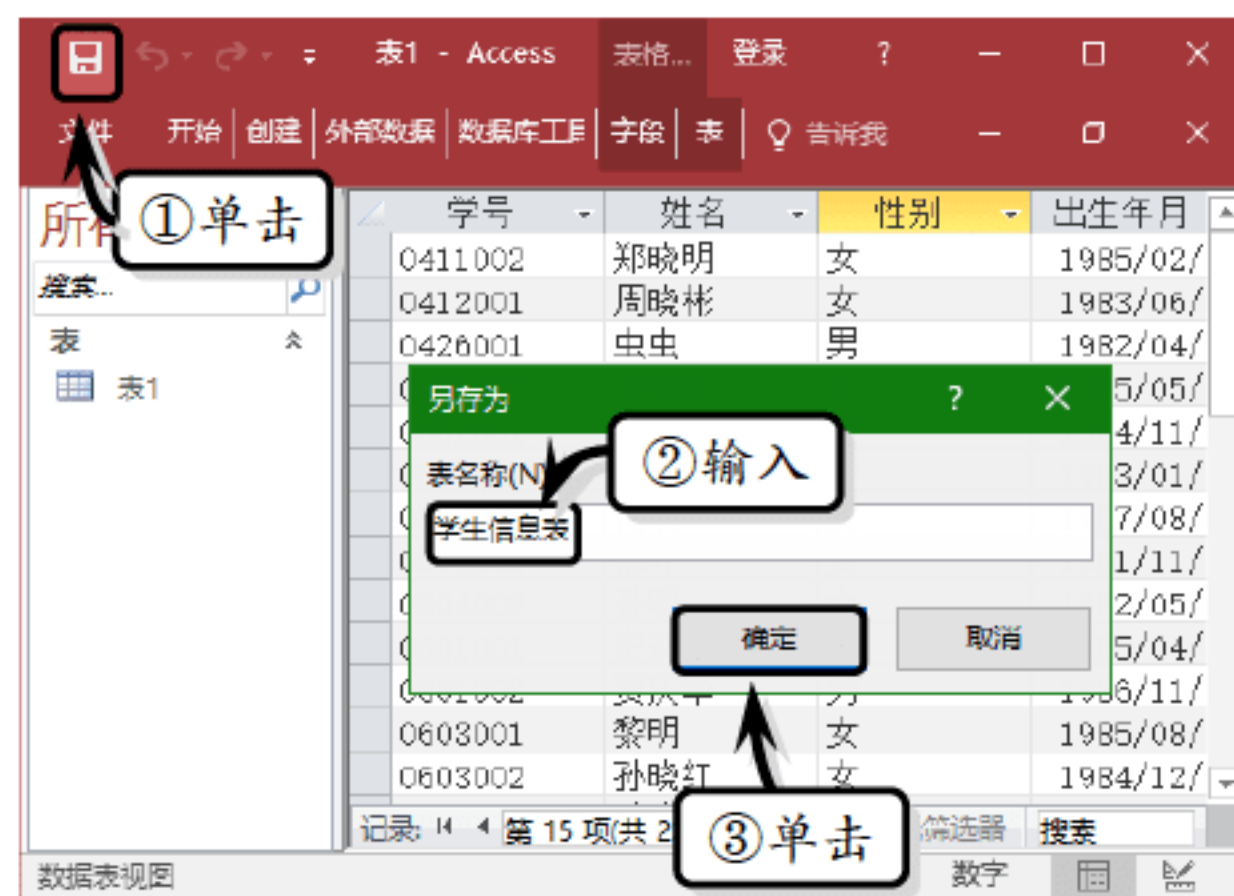 表1 - Access 表格... 登录 ?
文件 开始 创建 外部数据 数据库工具 字段 表 告诉我
①单击
搜索...
表
表1
学号 姓名 性别 出生年月
0411002 郑晓明 女 1985/02/
0412001 周晓彬 女 1983/06/
0426001 虫虫 男 1982/04/
5/05/
4/11/
3/01/
7/08/
1/11/
2/05/
5/04/
6/11/
另存为 ?
②输入
表名称(N)
学生信息表
确定 取消
0603001 黎明 女 1985/08/
0603002 孙晓红 女 1984/12/
③单击
记录: 第 15 项(共 2 筛选器 搜索
数据表视图 数字